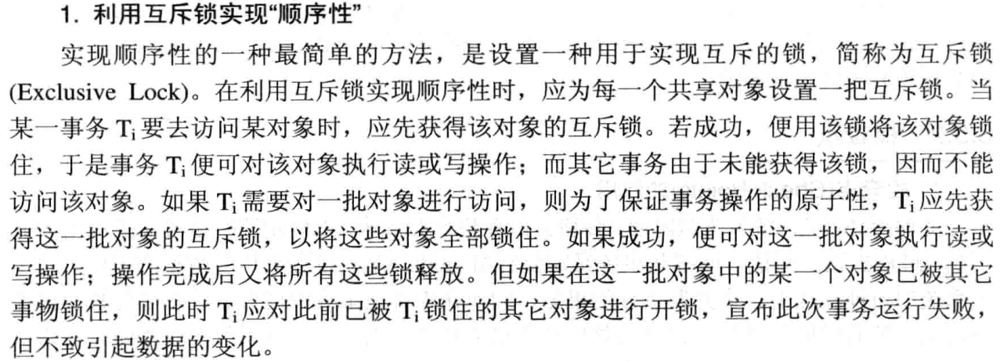 1. 利用互斥锁实现“顺序性”
实现顺序性的一种最简单的方法，是设置一种用于实现互斥的锁，简称为互斥锁
(Exclusive Lock)。在利用互斥锁实现顺序性时，应为每一个共享对象设置一把互斥锁。当
某一事务 Ti 要去访问某对象时，应先获得该对象的互斥锁。若成功，便用该锁将该对象锁
住，于是事务 Ti 便可对该对象执行读或写操作；而其它事务由于未能获得该锁，因而不能
访问该对象。如果 Ti 需要对一批对象进行访问，则为了保证事务操作的原子性，Ti 应先获
得这一批对象的互斥锁，以将这些对象全部锁住。如果成功，便可对这一批对象执行读或
写操作；操作完成后又将所有这些锁释放。但如果在这一批对象中的某一个对象已被其它
事物锁住，则此时 Ti 应对此前已被 Ti 锁住的其它对象进行开锁，宣布此次事务运行失败，
但不致引起数据的变化。